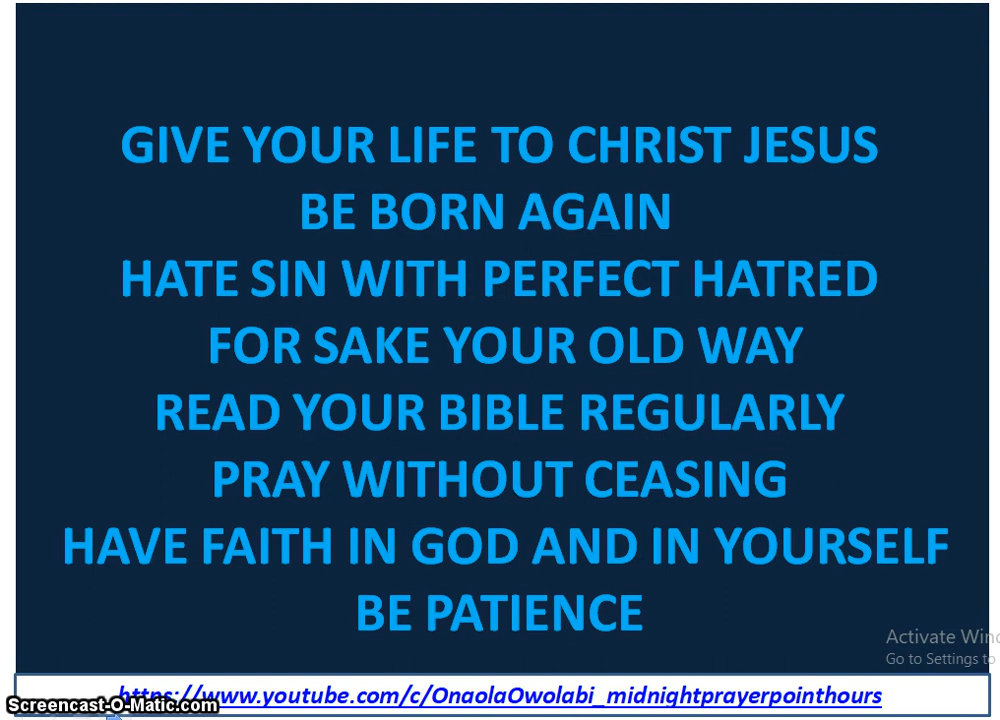 GIVE YOUR LIFE TO CHRIST JESUS
BE BORN AGAIN
HATE SIN WITH PERFECT HATRED
FOR SAKE YOUR OLD WAY
READ YOUR BIBLE REGULARLY
PRAY WITHOUT CEASING
HAVE FAITH IN GOD AND IN YOURSELF
BE PATIENCE
Activate Win
Go to Settings to
https://www.youtube.com/c/OnaolaOwolabi_midnightprayerpointhours
Screencast-O-Matic.com